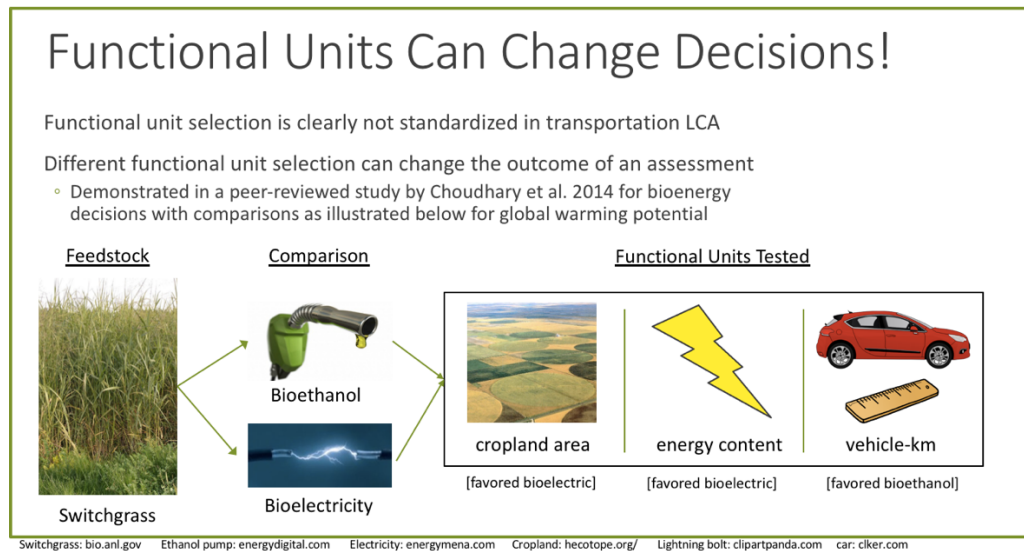 Functional Units Can Change Decisions!
Functional unit selection is clearly not standardized in transportation LCA
Different functional unit selection can change the outcome of an assessment
Demonstrated in a peer-reviewed study by Choudhary et al. 2014 for bioenergy
decisions with comparisons as illustrated below for global warming potential
Feedstock
Comparison
Functional Units Tested
Bioethanol
Bioelectricity
Switchgrass
cropland area
energy content
vehicle-km
[favored bioelectric]
[favored bioelectric]
[favored bioethanol]
Switchgrass: bio.anl.gov Ethanol pump: energydigital.com Electricity: energymena.com Cropland: hecotope.org/ Lightning bolt: clipartpanda.com car: clker.com